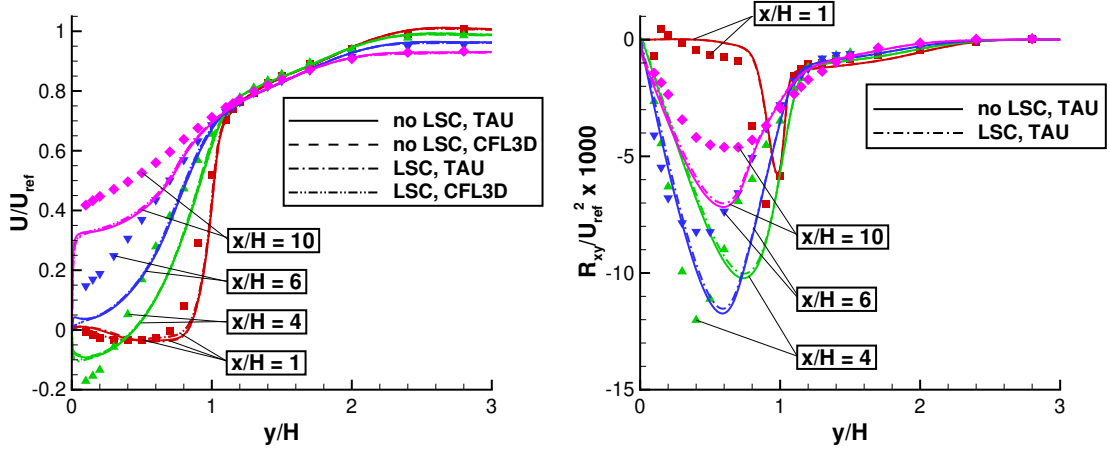 U/U_ref
1
0.8
0.6
0.4
0.2
0
-0.2
0 1 2 3
y/H
no LSC, TAU
no LSC, CFL3D
LSC, TAU
LSC, CFL3D
x/H = 10
x/H = 6
x/H = 4
x/H = 1
R_xy/U_ref^2 x 1000
0
-5
-10
-15
0 1 2 3
y/H
x/H = 1
no LSC, TAU
LSC, TAU
x/H = 10
x/H = 6
x/H = 4